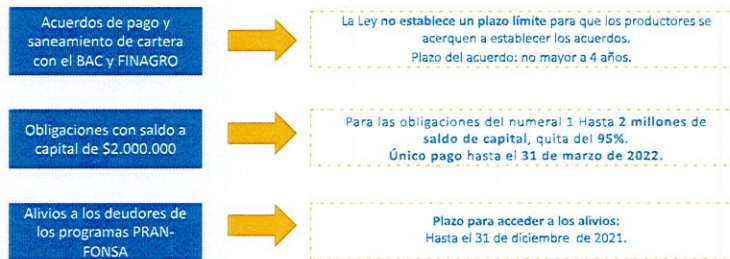 Acuerdos de pago y
saneamiento de cartera
con el BAC y FINAGRO
La Ley no establece un plazo límite para que los productores se
acerquen a establecer los acuerdos.
Plazo del acuerdo: no mayor a 4 años.
Obligaciones con saldo a
capital de $2.000.000
Para las obligaciones del numeral 1 Hasta 2 millones de
saldo de capital, quita del 95%.
Único pago hasta el 31 de marzo de 2022.
Alivios a los deudores de
los programas PRAN-
FONSA
Plazo para acceder a los alivios:
Hasta el 31 de diciembre de 2021.